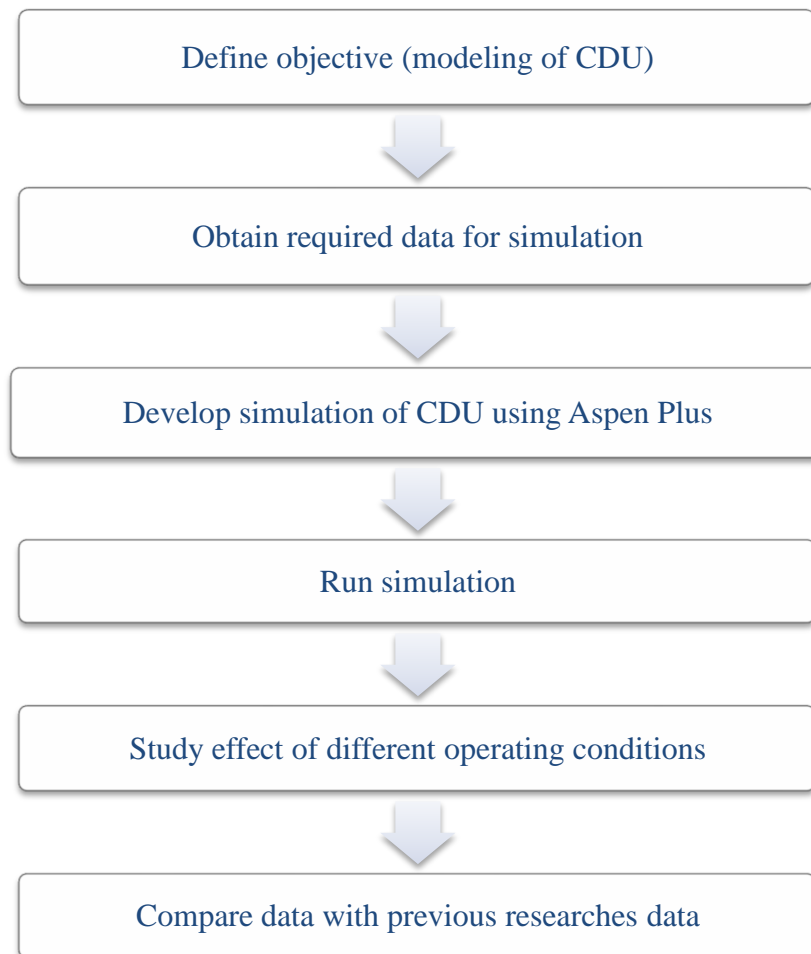 Define objective (modeling of CDU)
Obtain required data for simulation
Develop simulation of CDU using Aspen Plus
Run simulation
Study effect of different operating conditions
Compare data with previous researches data